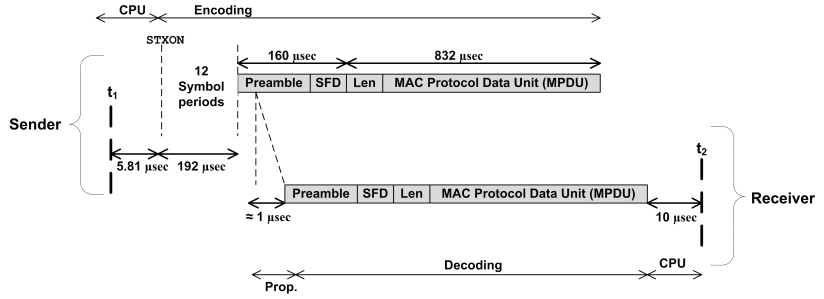 CPU Encoding
STXON
160 µsec 832 µsec
12
Symbol
periods
Preamble SFD Len MAC Protocol Data Unit (MPDU)
t1
Sender
t2
5.81 µsec 192 µsec
Preamble SFD Len MAC Protocol Data Unit (MPDU)
Receiver
≈ 1 µsec 10 µsec
Decoding CPU
Prop.